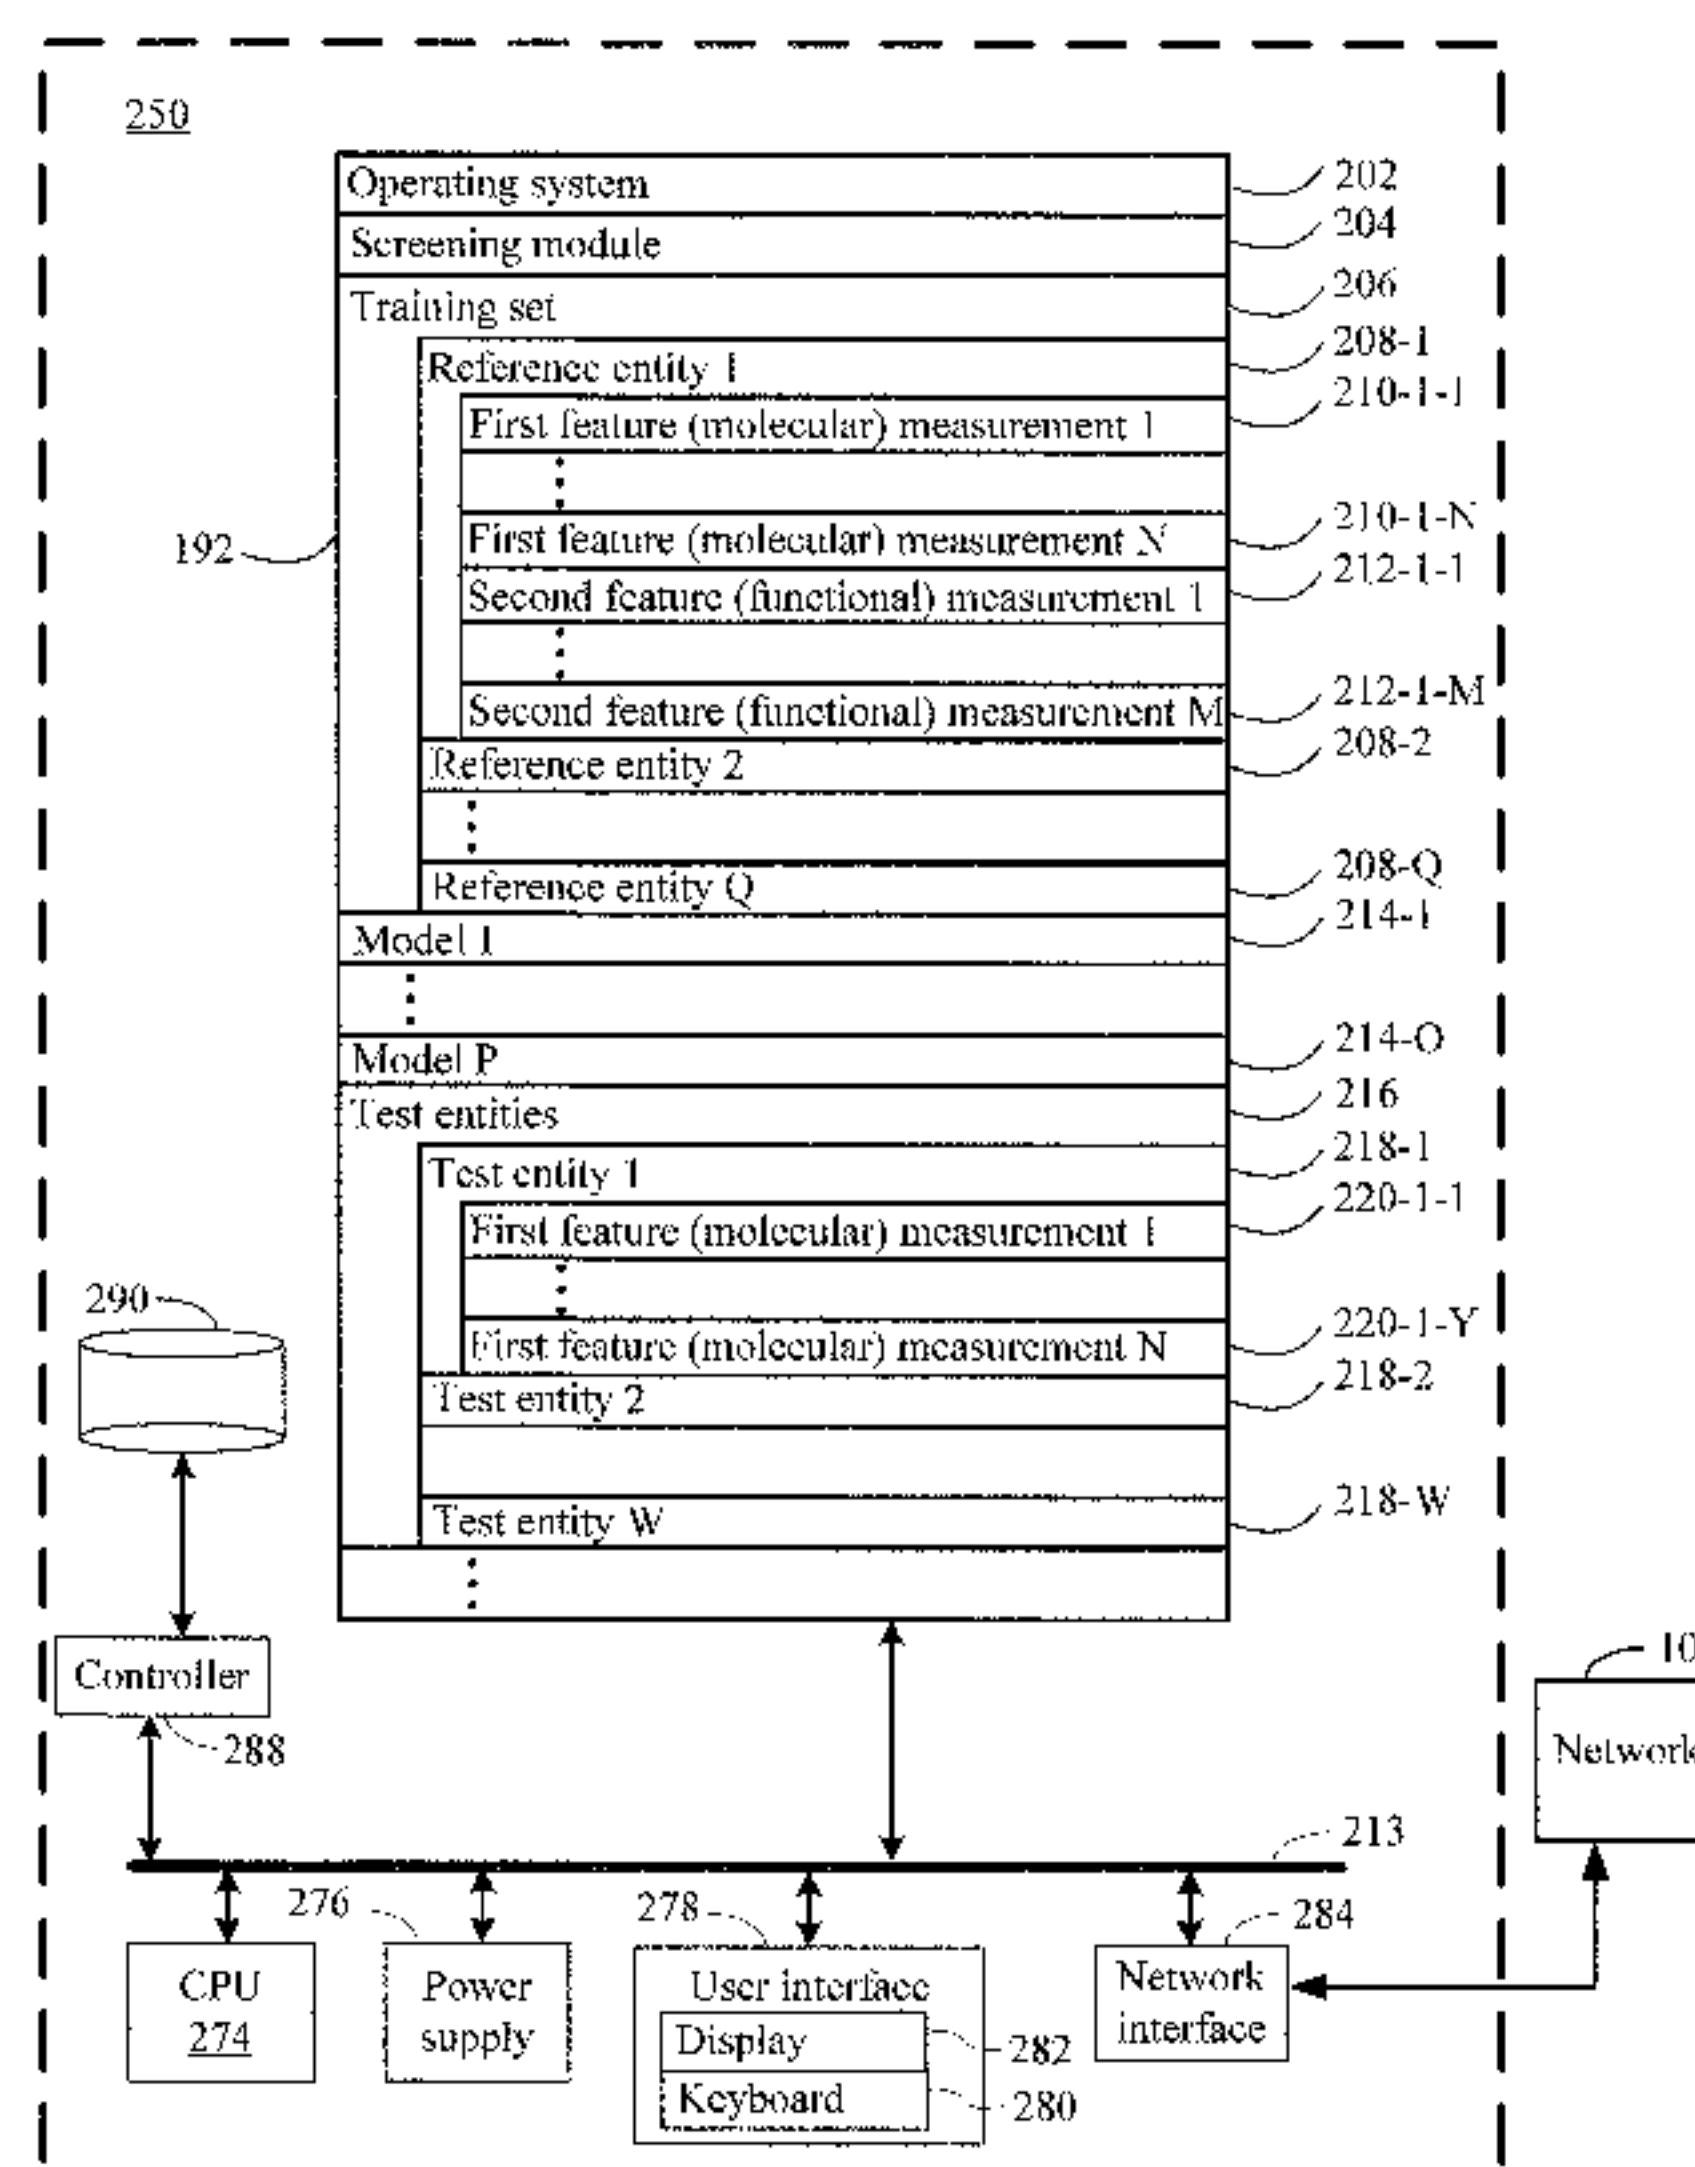 250
Operating system 202
Screening module 204
Training set 206
Reference entity 1 208-1
First feature (molecular) measurement 1 210-1-1
First feature (molecular) measurement N 210-1-N
192
Second feature (functional) measurement 1 212-1-1
Second feature (functional) measurement M 212-1-M
Reference entity 2 208-2
Reference entity Q 208-Q
Model 1 214-1
Model P 214-O
Test entities 216
Test entity 1 218-1
First feature (molecular) measurement 1 220-1-1
290
First feature (molecular) measurement N 220-1-Y
Test entity 2 218-2
Test entity W 218-W
Controller
288
10
Network
213
276
278
284
CPU
274
Power
supply
User interface
Display 282
Keyboard 280
Network
interface